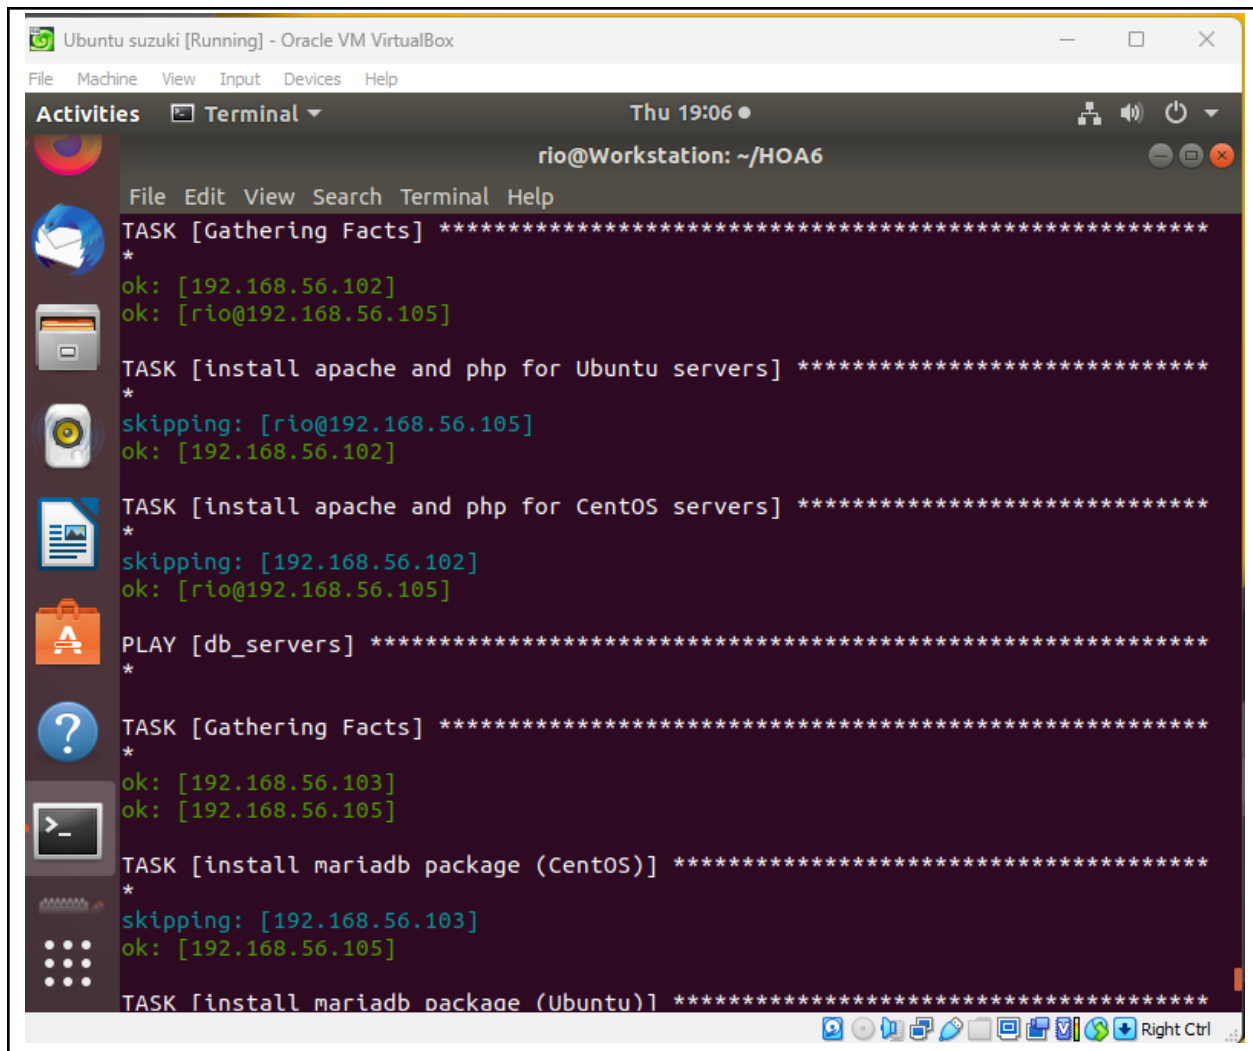 Ubuntu suzuki [Running] - Oracle VM VirtualBox
File Machine View Input Devices Help
Activities Terminal Thu 19:06
rio@Workstation: ~/HOA6
File Edit View Search Terminal Help
TASK [Gathering Facts] ********************************************************
*
ok: [192.168.56.102]
ok: [rio@192.168.56.105]
TASK [install apache and php for Ubuntu servers] ******************************
*
skipping: [rio@192.168.56.105]
ok: [192.168.56.102]
TASK [install apache and php for CentOS servers] ******************************
*
skipping: [192.168.56.102]
ok: [rio@192.168.56.105]
PLAY [db_servers] *************************************************************
*
TASK [Gathering Facts] ********************************************************
*
ok: [192.168.56.103]
ok: [192.168.56.105]
TASK [install mariadb package (CentOS)] ***************************************
*
skipping: [192.168.56.103]
ok: [192.168.56.105]
TASK [install mariadb package (Ubuntu)] ***************************************
Right Ctrl